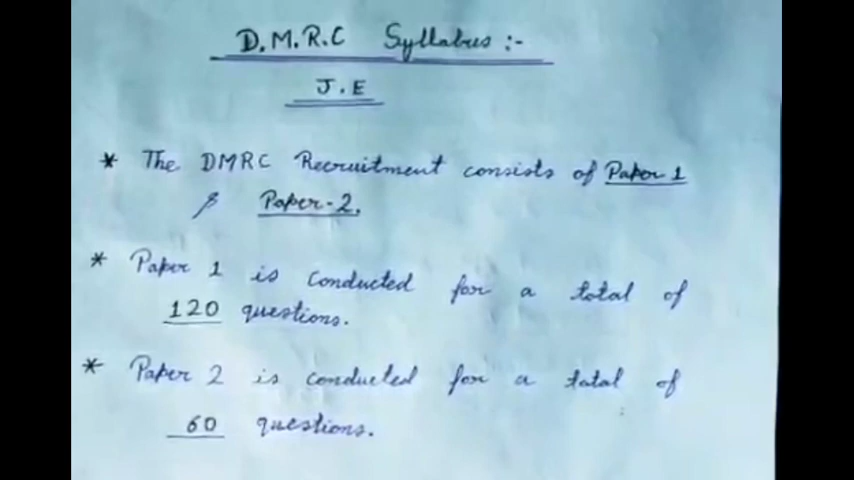 D.M.R.C Syllabus :-
J.E
* The DMRC Recruitment consists of Paper 1
& Paper-2.
* Paper 1 is conducted for a total of
120 questions.
* Paper 2 is conducted for a total of
60 questions.